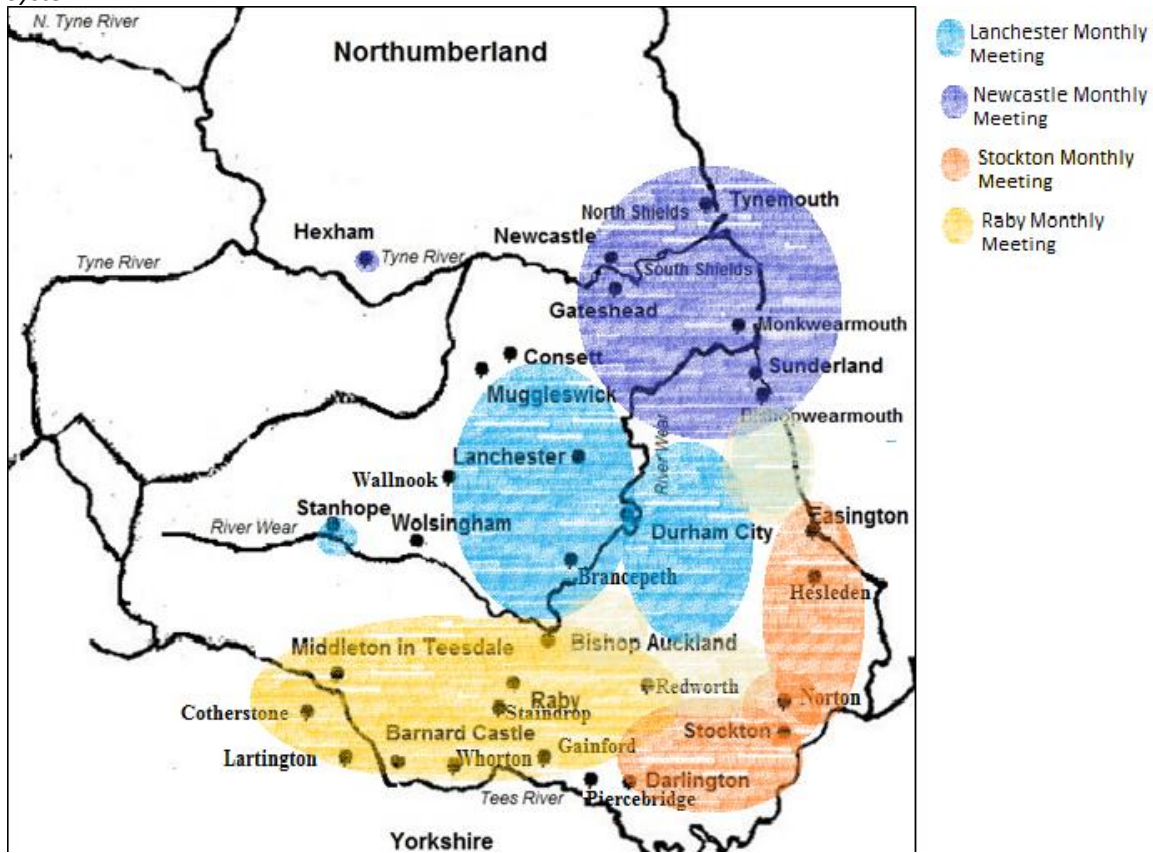 N. Tyne River
Northumberland
Lanchester Monthly
Meeting
Newcastle Monthly
Meeting
Stockton Monthly
Meeting
Raby Monthly
Meeting
Tynemouth
North Shields
Hexham
Newcastle
Tyne River
Tyne River
South Shields
Gateshead
Monkwearmouth
Consett
Sunderland
Muggleswick
Bishopwearmouth
River Wear
Lanchester
Wallnook
Stanhope
Wolsingham
River Wear
Easington
Durham City
Brancepeth
Hesleden
Middleton in Teesdale
Bishop Auckland
Redworth
Raby
Norton
Cotherstone
Staindrop
Barnard Castle
Stockton
Gainford
Lartington
Whorton
Darlington
Tees River
Piercebridge
Yorkshire